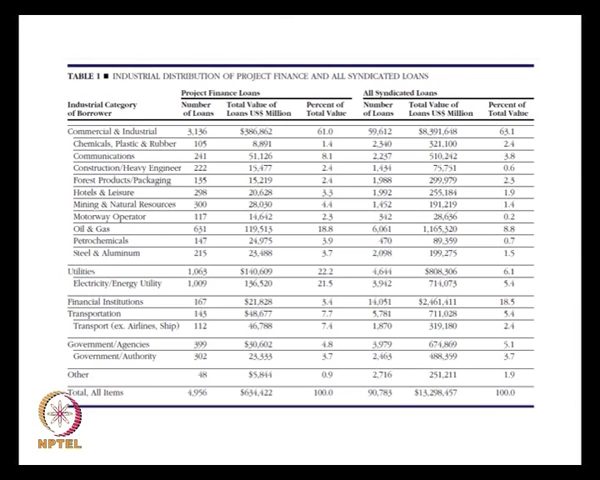 TABLE 1 ■ INDUSTRIAL DISTRIBUTION OF PROJECT FINANCE AND ALL SYNDICATED LOANS
Project Finance Loans All Syndicated Loans
Industrial Category Number Total Value of Percent of Number Total Value of Percent of
of Borrower of Loans Loans US$ Million Total Value of Loans Loans US$ Million Total Value
Commercial & Industrial 3,136 $386,862 61.0 59,612 $8,391,648 63.1
Chemicals, Plastic & Rubber 105 8,891 1.4 2,340 321,100 2.4
Communications 241 51,126 8.1 2,237 510,242 3.8
Construction/Heavy Engineer 222 15,477 2.4 1,434 75,751 0.6
Forest Products/Packaging 135 15,219 2.4 1,988 299,979 2.3
Hotels & Leisure 298 20,628 3.3 1,992 255,184 1.9
Mining & Natural Resources 300 28,030 4.4 1,452 191,219 1.4
Motorway Operator 117 14,642 2.3 342 28,636 0.2
Oil & Gas 631 119,513 18.8 6,061 1,165,320 8.8
Petrochemicals 147 24,975 3.9 470 89,359 0.7
Steel & Aluminum 215 23,488 3.7 2,098 199,275 1.5
Utilities 1,063 $140,609 22.2 4,644 $808,306 6.1
Electricity/Energy Utility 1,009 136,520 21.5 3,942 714,073 5.4
Financial Institutions 167 $21,828 3.4 14,051 $2,461,411 18.5
Transportation 143 $48,677 7.7 5,781 711,028 5.4
Transport (ex. Airlines, Ship) 112 46,788 7.4 1,870 319,180 2.4
Government/Agencies 399 $30,602 4.8 3,979 674,869 5.1
Government/Authority 302 23,333 3.7 2,463 488,359 3.7
Other 48 $5,844 0.9 2,716 251,211 1.9
Total, All Items 4,956 $634,422 100.0 90,783 $13,298,457 100.0
NPTEL